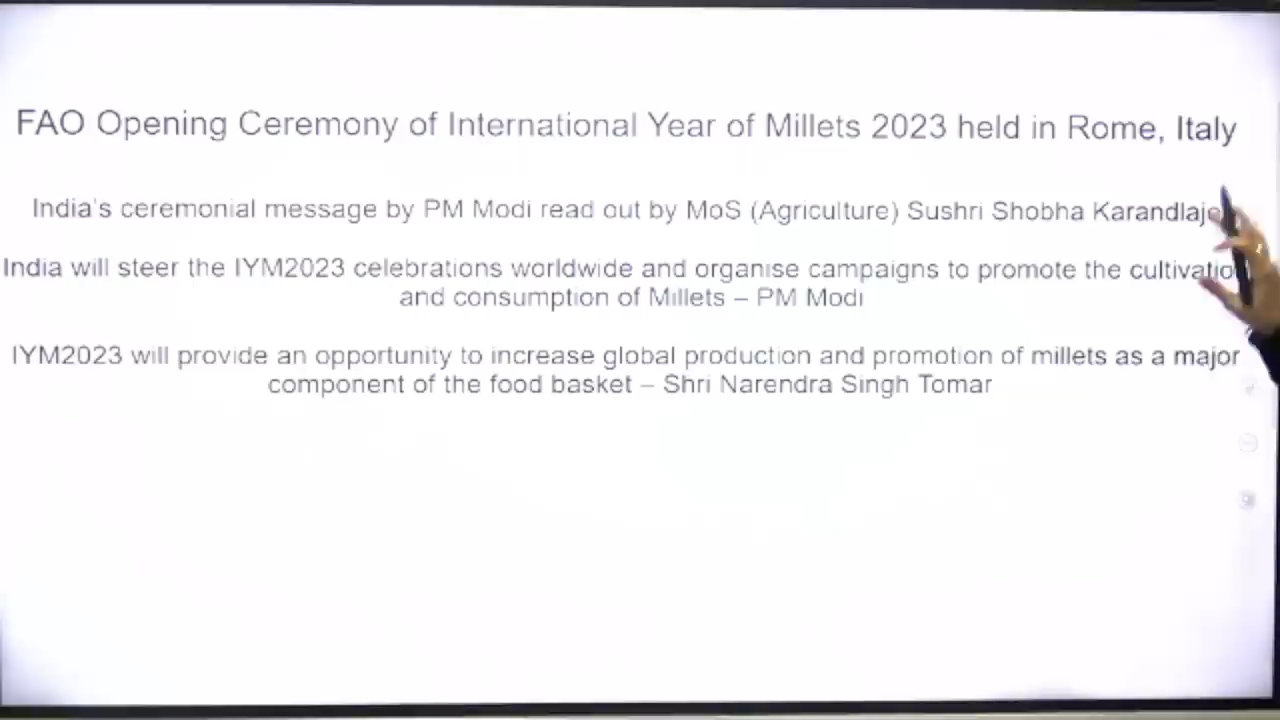 FAO Opening Ceremony of International Year of Millets 2023 held in Rome, Italy
India's ceremonial message by PM Modi read out by MoS (Agriculture) Sushri Shobha
India will steer the IYM2023 celebrations worldwide and organise campaigns to promote the
and consumption of Millets – PM Modi
IYM2023 will provide an opportunity to increase global production and promotion of millets as a major
component of the food basket – Shri Narendra Singh Tomar